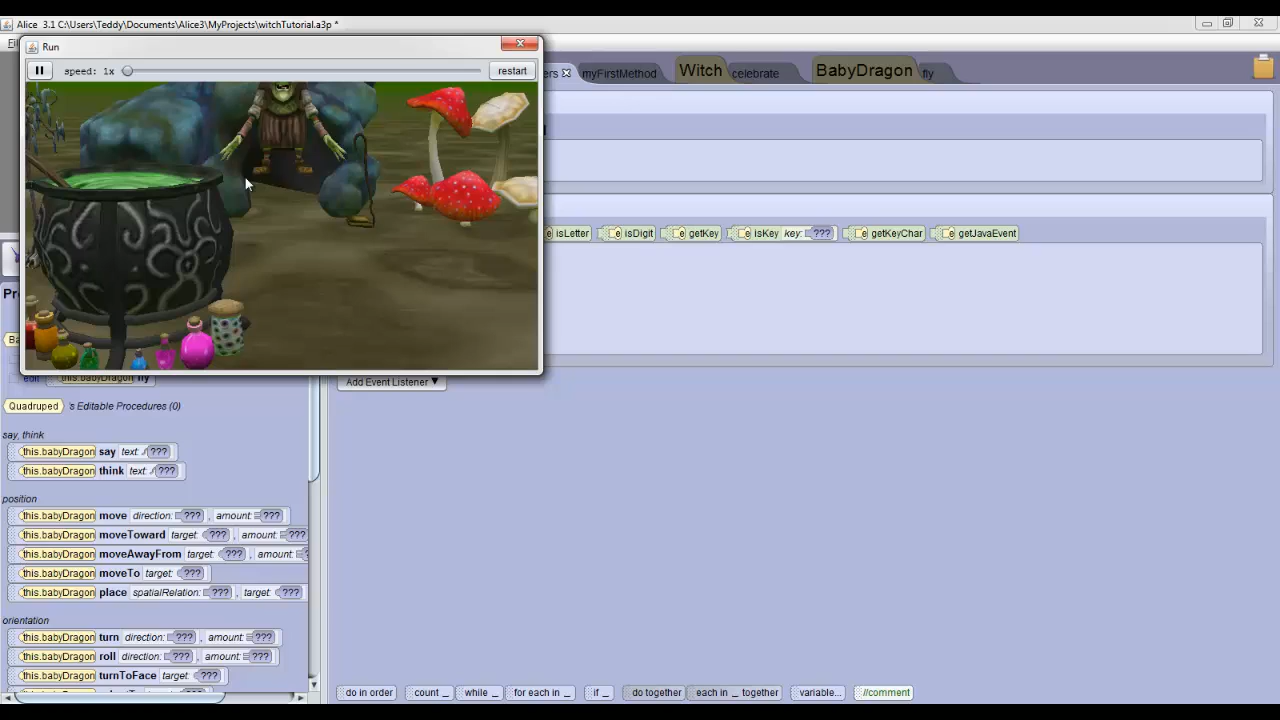 Alice 3.1 C:\Users\Teddy\Documents\Alice3\MyProjects\witchTutorial.a3p *
Run
speed: 1x
restart
ers myFirstMethod Witch celebrate BabyDragon fly
isLetter isDigit getKey isKey key: ??? getKeyChar getJavaEvent
Add Event Listener
edit this.babyDragon fly
Quadruped 's Editable Procedures (0)
say, think
this.babyDragon say text: ???
this.babyDragon think text: ???
position
this.babyDragon move direction: ??? , amount: ???
this.babyDragon moveToward target: ??? , amount: ???
this.babyDragon moveAwayFrom target: ??? , amount: ?
this.babyDragon moveTo target: ???
this.babyDragon place spatialRelation: ??? , target: ???
orientation
this.babyDragon turn direction: ??? , amount: ???
this.babyDragon roll direction: ??? , amount: ???
this.babyDragon turnToFace target: ???
do in order count _ while _ for each in _ if _ do together each in _ together variable... //comment